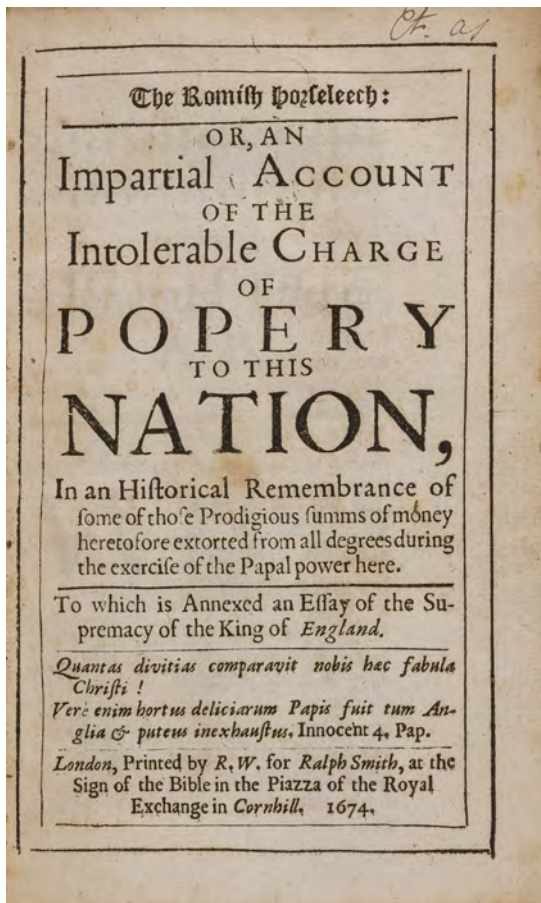 Ct. as
The Romiſh Horſeleech:
OR, AN
Impartial ACCOUNT
OF THE
Intolerable CHARGE
OF
POPERY
TO THIS
NATION,
In an Hiſtorical Remembrance of
ſome of thoſe Prodigious ſumms of money
heretofore extorted from all degrees during
the exerciſe of the Papal power here.
To which is Annexed an Eſſay of the Su-
premacy of the King of England.
Quantas divitias comparavit nobis hæc fabula
Chriſti !
Verè enim hortus deliciarum Papis fuit tum An-
glia & puteus inexhauſtus. Innocent 4, Pap.
London, Printed by R. W. for Ralph Smith, at the
Sign of the Bible in the Piazza of the Royal
Exchange in Cornhill, 1674.